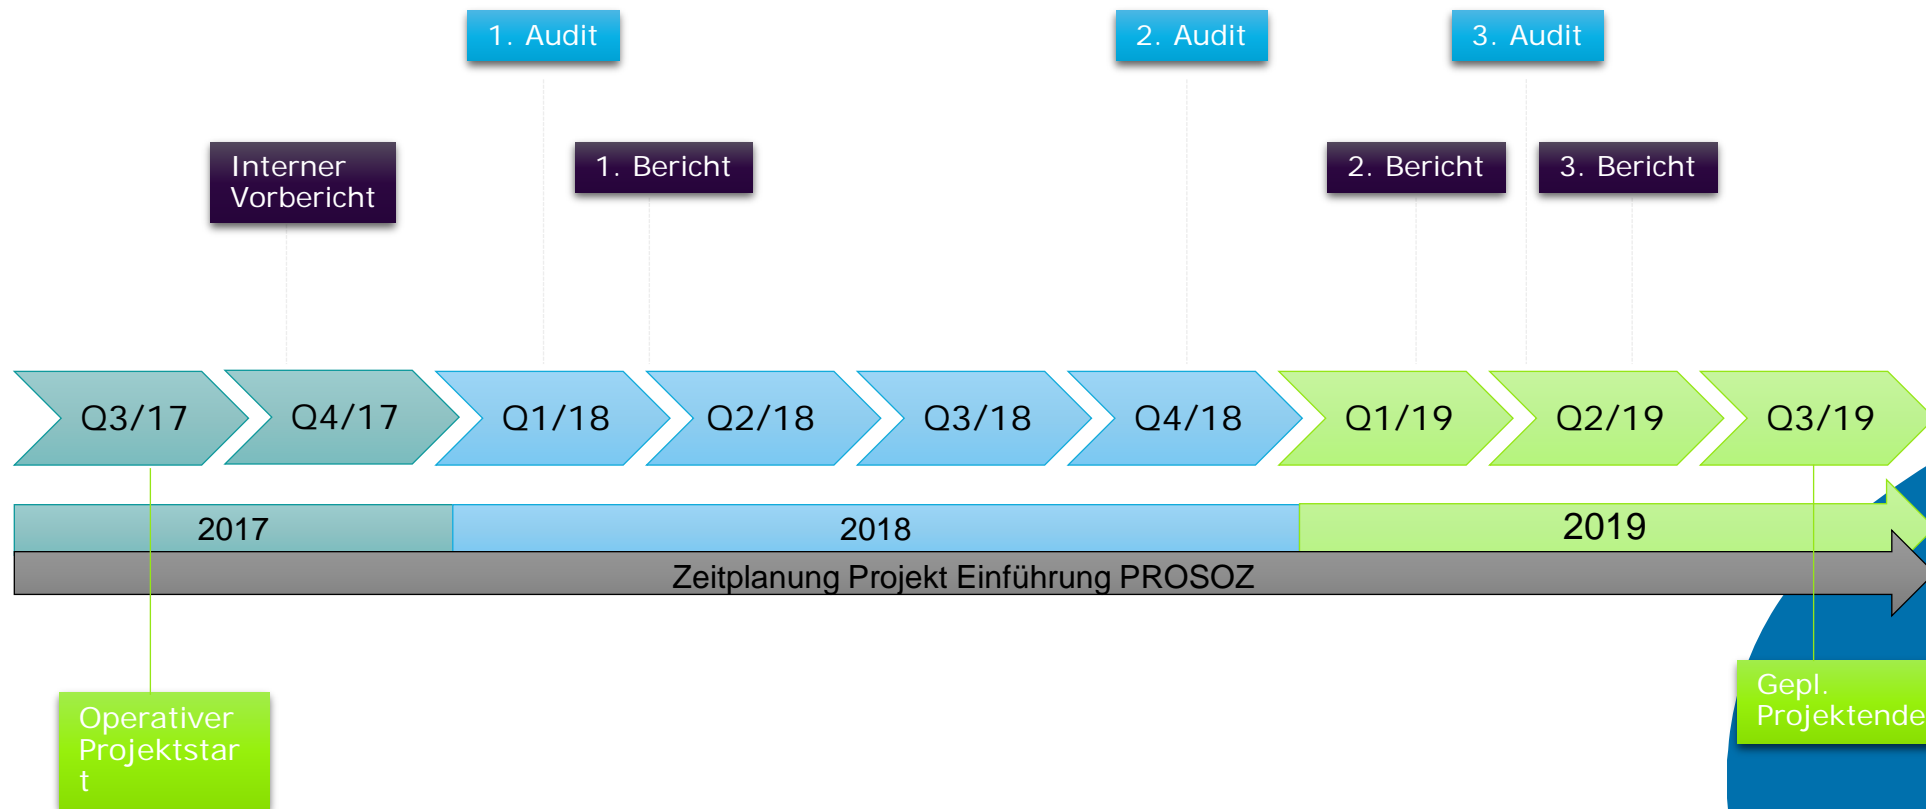 1. Audit
2. Audit
3. Audit
Interner
Vorbericht
1. Bericht
2. Bericht
3. Bericht
Q3/17
Q4/17
Q1/18
Q2/18
Q3/18
Q4/18
Q1/19
Q2/19
Q3/19
2017
2018
2019
Zeitplanung Projekt Einführung PROSOZ
Operativer
Projektstar
t
Gepl.
Projektende